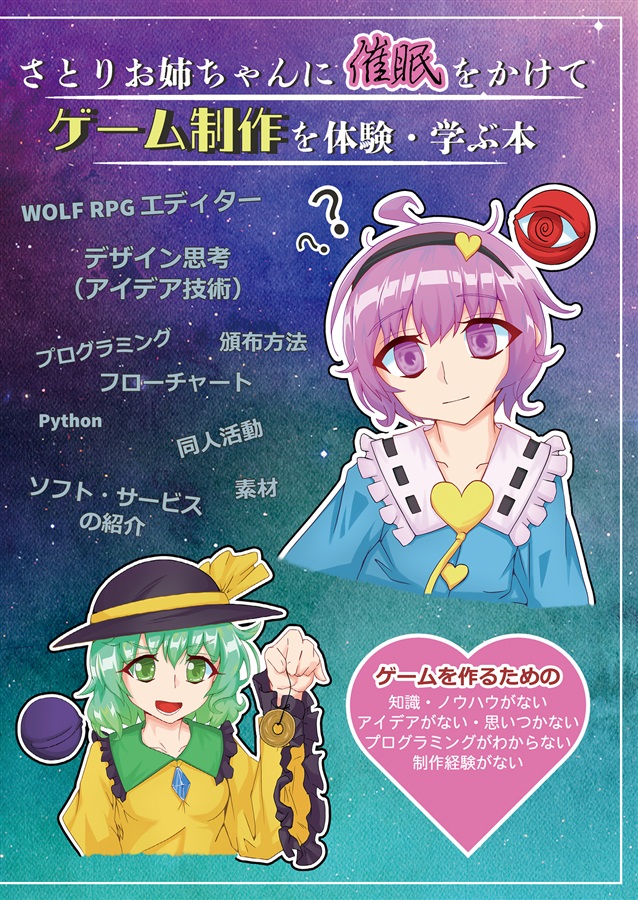 さとりお姉ちゃんに催眠をかけて
ゲーム制作を体験・学ぶ本
WOLF RPG エディター
デザイン思考
（アイデア技術）
プログラミング
頒布方法
フローチャート
Python
同人活動
ソフト・サービス
の紹介
素材
?
?
ゲームを作るための
知識・ノウハウがない
アイデアがない・思いつかない
プログラミングがわからない
制作経験がない